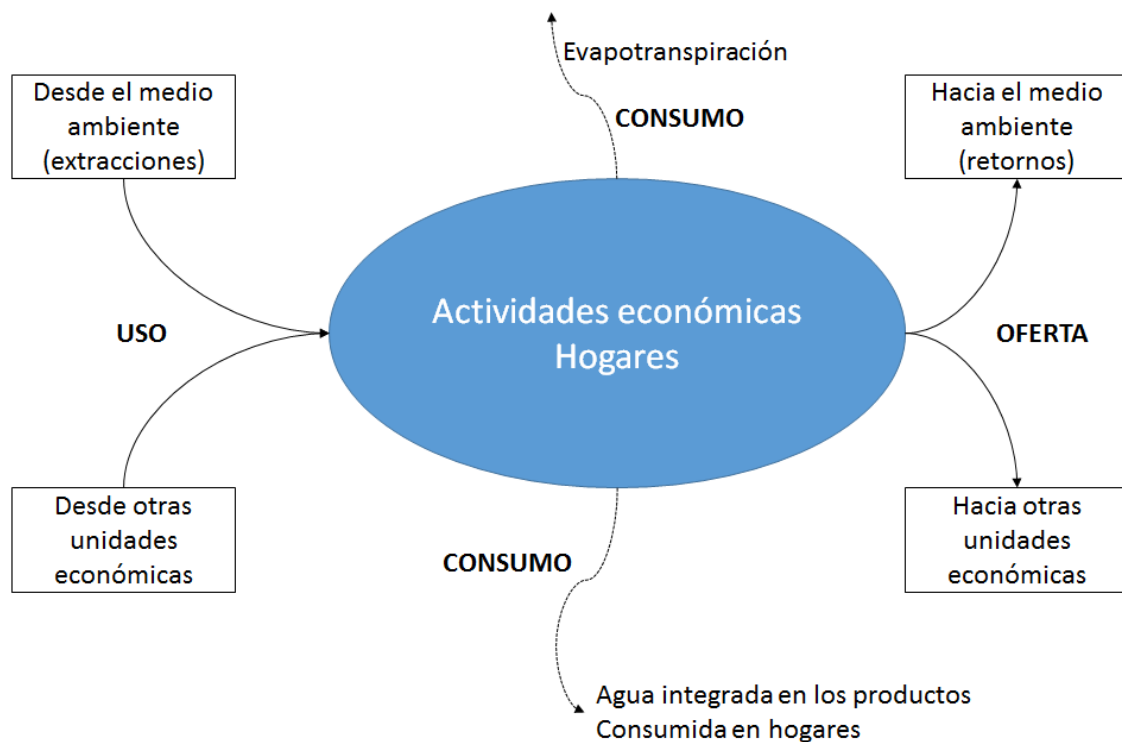 Evapotranspiración
CONSUMO
Desde el medio
ambiente
(extracciones)
Hacia el medio
ambiente
(retornos)
USO
Actividades económicas
Hogares
OFERTA
Desde otras
unidades
económicas
CONSUMO
Hacia otras
unidades
económicas
Agua integrada en los productos
Consumida en hogares